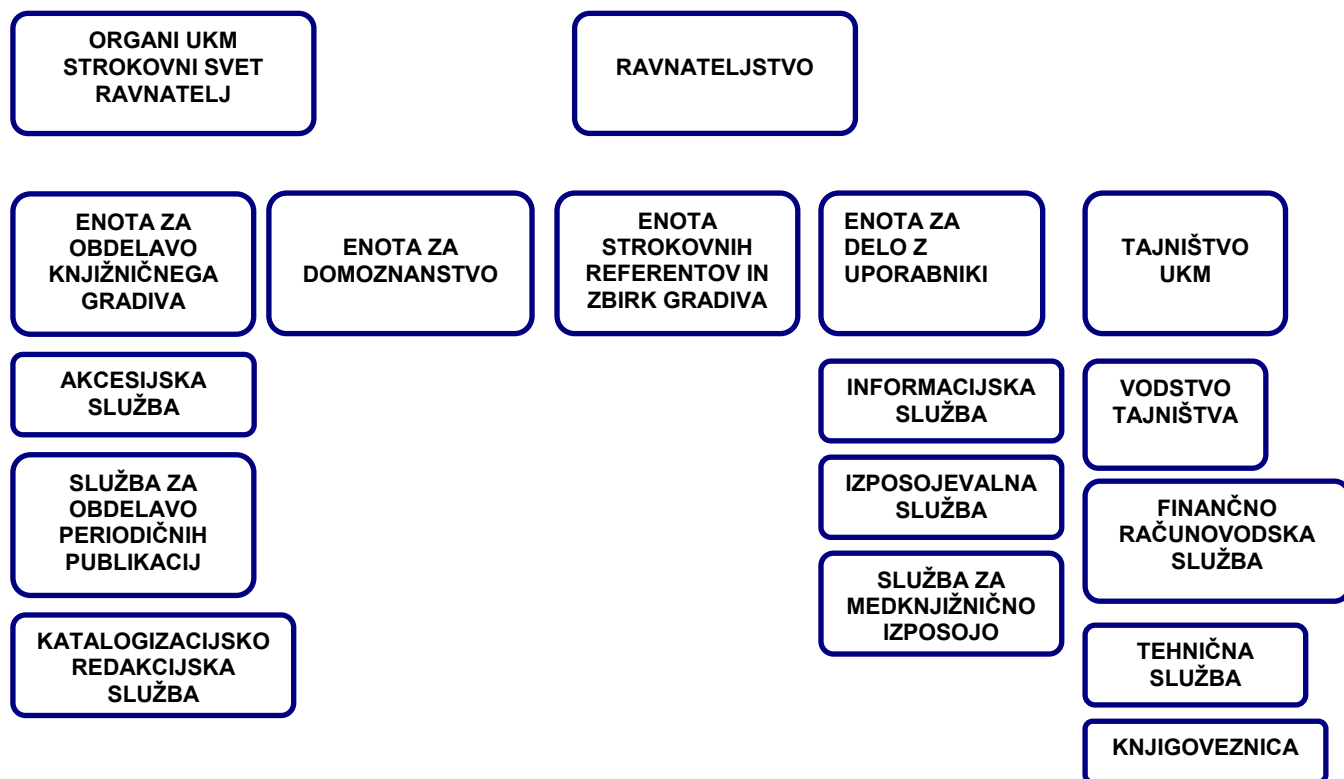 ORGANI UKM
STROKOVNI SVET
RAVNATELJ
RAVNATELJSTVO
ENOTA ZA
OBDELAVO
KNJIŽNIČNEGA
GRADIVA
ENOTA ZA
DOMOZNANSTVO
ENOTA
STROKOVNIH
REFERENTOV IN
ZBIRK GRADIVA
ENOTA ZA
DELO Z
UPORABNIKI
TAJNIŠTVO
UKM
AKCESIJSKA
SLUŽBA
SLUŽBA ZA
OBDELAVO
PERIODIČNIH
PUBLIKACIJ
KATALOGIZACIJSKO
REDAKCIJSKA
SLUŽBA
INFORMACIJSKA
SLUŽBA
IZPOSOJEVALNA
SLUŽBA
SLUŽBA ZA
MEDKNJIŽNIČNO
IZPOSOJO
VODSTVO
TAJNIŠTVA
FINANČNO
RAČUNOVODSKA
SLUŽBA
TEHNIČNA
SLUŽBA
KNJIGOVEZNICA